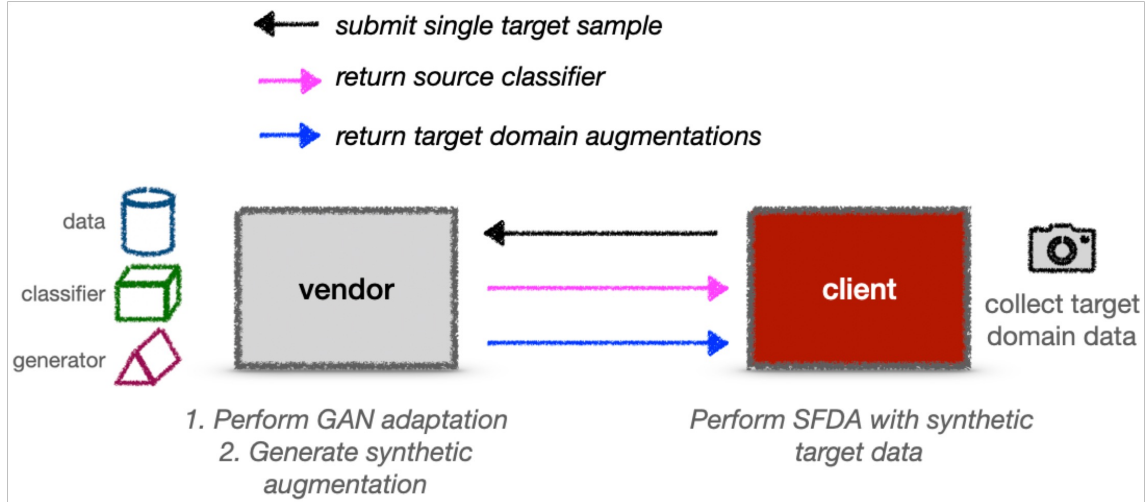 submit single target sample
return source classifier
return target domain augmentations
data
classifier
generator
vendor
client
collect target
domain data
1. Perform GAN adaptation
2. Generate synthetic
augmentation
Perform SFDA with synthetic
target data